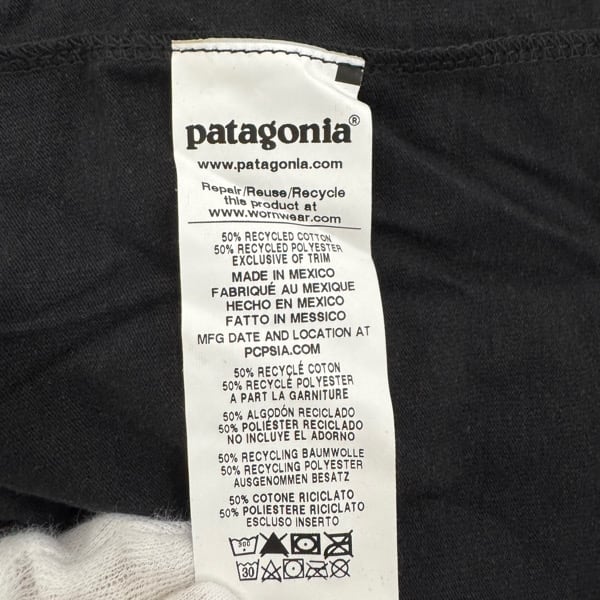 patagonia®
www.patagonia.com
Repair/Reuse/Recycle
this product at
www.wornwear.com
50% RECYCLED COTTON
50% RECYCLED POLYESTER
EXCLUSIVE OF TRIM
MADE IN MEXICO
FABRIQUÉ AU MEXIQUE
HECHO EN MÉXICO
FATTO IN MESSICO
MFG DATE AND LOCATION AT
PCPSIA.COM
50% RECYCLÉ COTON
50% RECYCLÉ POLYESTER
A PART LA GARNITURE
50% ALGODÓN RECICLADO
50% POLIÉSTER RECICLADO
NO INCLUYE EL ADORNO
50% RECYCLING BAUMWOLLE
50% RECYCLING POLYESTER
AUSGENOMMEN BESATZ
50% COTONE RICICLATO
50% POLIESTERE RICICLATO
ESCLUSO INSERTO
30